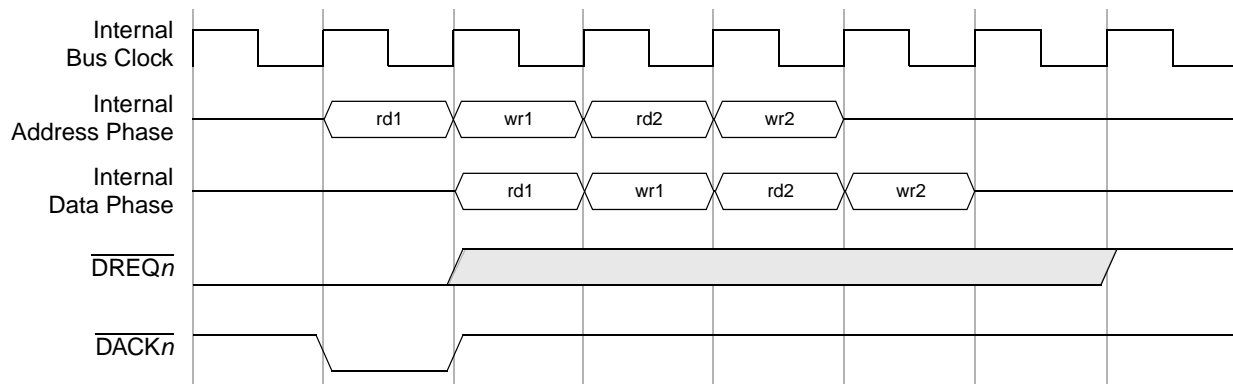 Internal
Bus Clock
Internal
Address Phase
rd1 wr1 rd2 wr2
Internal
Data Phase
rd1 wr1 rd2 wr2
DREQn
DACKn